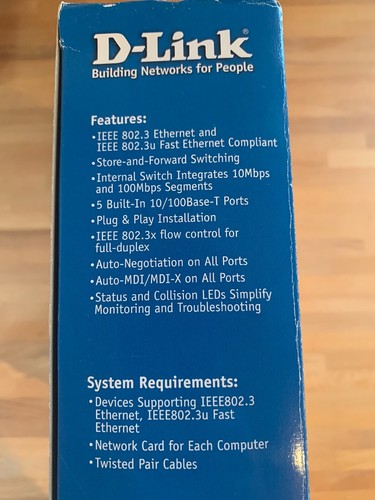 D-Link
Building Networks for People
Features:
•IEEE 802.3 Ethernet and
IEEE 802.3u Fast Ethernet Compliant
•Store-and-Forward Switching
•Internal Switch Integrates 10Mbps
and 100Mbps Segments
•5 Built-In 10/100Base-T Ports
•Plug & Play Installation
•IEEE 802.3x flow control for
full-duplex
•Auto-Negotiation on All Ports
•Auto-MDI/MDI-X on All Ports
•Status and Collision LEDs Simplify
Monitoring and Troubleshooting
System Requirements:
•Devices Supporting IEEE802.3
Ethernet, IEEE802.3u Fast
Ethernet
•Network Card for Each Computer
•Twisted Pair Cables